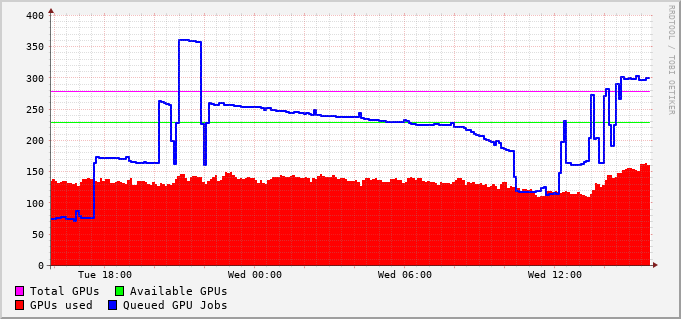 400
350
300
250
200
150
100
50
0
Tue 18:00 Wed 00:00 Wed 06:00 Wed 12:00
Total GPUs Available GPUs
GPUs used Queued GPU Jobs
RRDTOOL / TOBI OETIKER